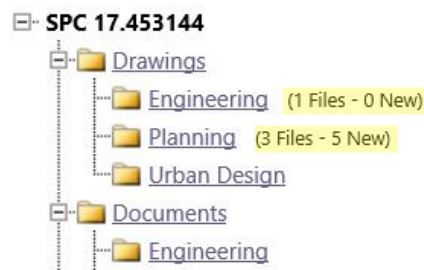 SPC 17.453144
Drawings
Engineering (1 Files - 0 New)
Planning (3 Files - 5 New)
Urban Design
Documents
Engineering